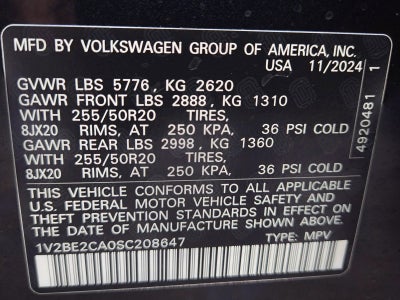 MFD BY VOLKSWAGEN GROUP OF AMERICA, INC.
USA 11/2024
GVWR LBS 5776, KG 2620
GAWR FRONT LBS 2888, KG 1310
WITH 255/50R20 TIRES,
8JX20 RIMS, AT 250 KPA, 36 PSI COLD
GAWR REAR LBS 2998, KG 1360
WITH 255/50R20 TIRES,
8JX20 RIMS, AT 250 KPA, 36 PSI COLD
THIS VEHICLE CONFORMS TO ALL APPLICABLE
U.S. FEDERAL MOTOR VEHICLE SAFETY AND
THEFT PREVENTION STANDARDS IN EFFECT ON
THE DATE OF MANUFACTURE SHOWN ABOVE.
1V2BE2CA0SC208647 TYPE: MPV
4920481 1